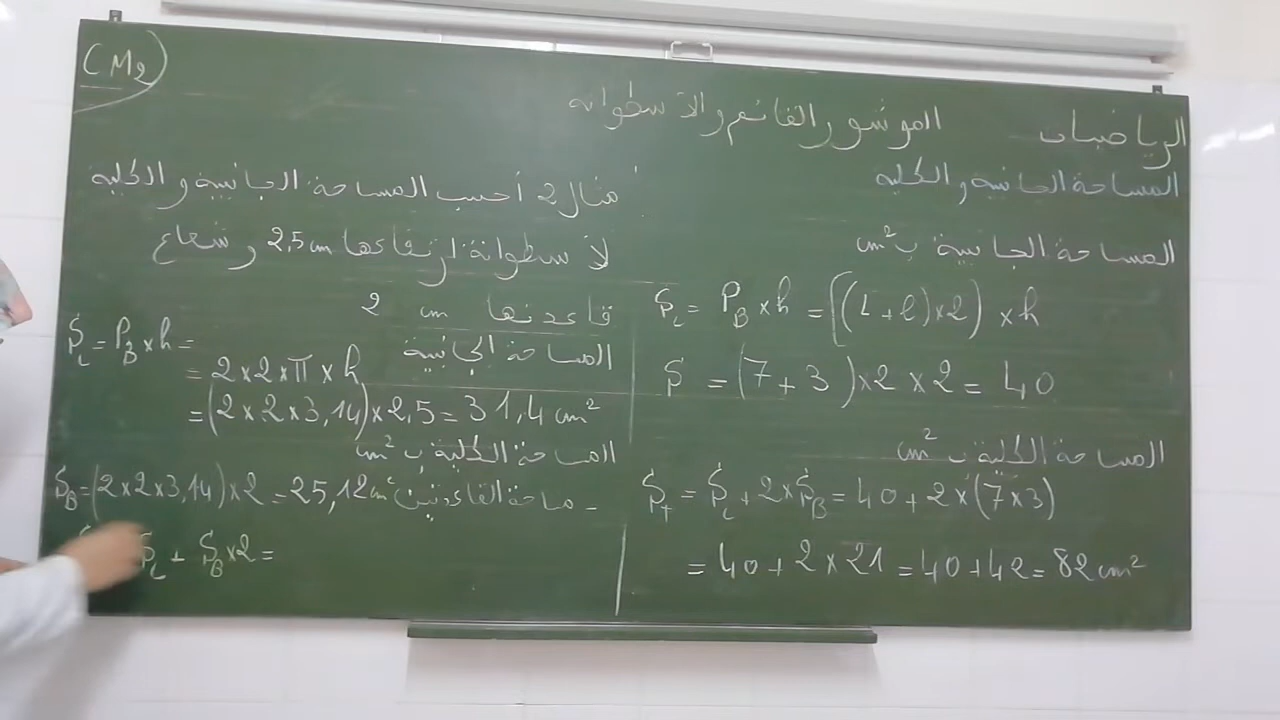 (M2)
الرياضيات الموشور القائم والاسطوانة
المساحة الجانبية والكلية
المساحة الجانبية ب cm²
S_L = P_B × h = [(L + l) × 2) × h
S = (7 + 3) × 2 × 2 = 40
المساحة الكلية ب cm²
S_t = S_L + 2 × S_B = 40 + 2 × (7 × 3)
= 40 + 2 × 21 = 40 + 42 = 82 cm²
مثال 2 أحسب المساحة الجانبية والكلية
لاسطوانة ارتفاعها 2,5 cm وشعاع
قاعدتها 2 cm
المساحة الجانبية
S_L = P_B × h =
= 2 × 2 × π × h
= (2 × 2 × 3,14) × 2,5 = 31,4 cm²
المساحة الكلية ب cm²
- مساحة القاعدتين S_B = (2 × 2 × 3,14) × 2 = 25,12 cm²
S_L + S_B × 2 =